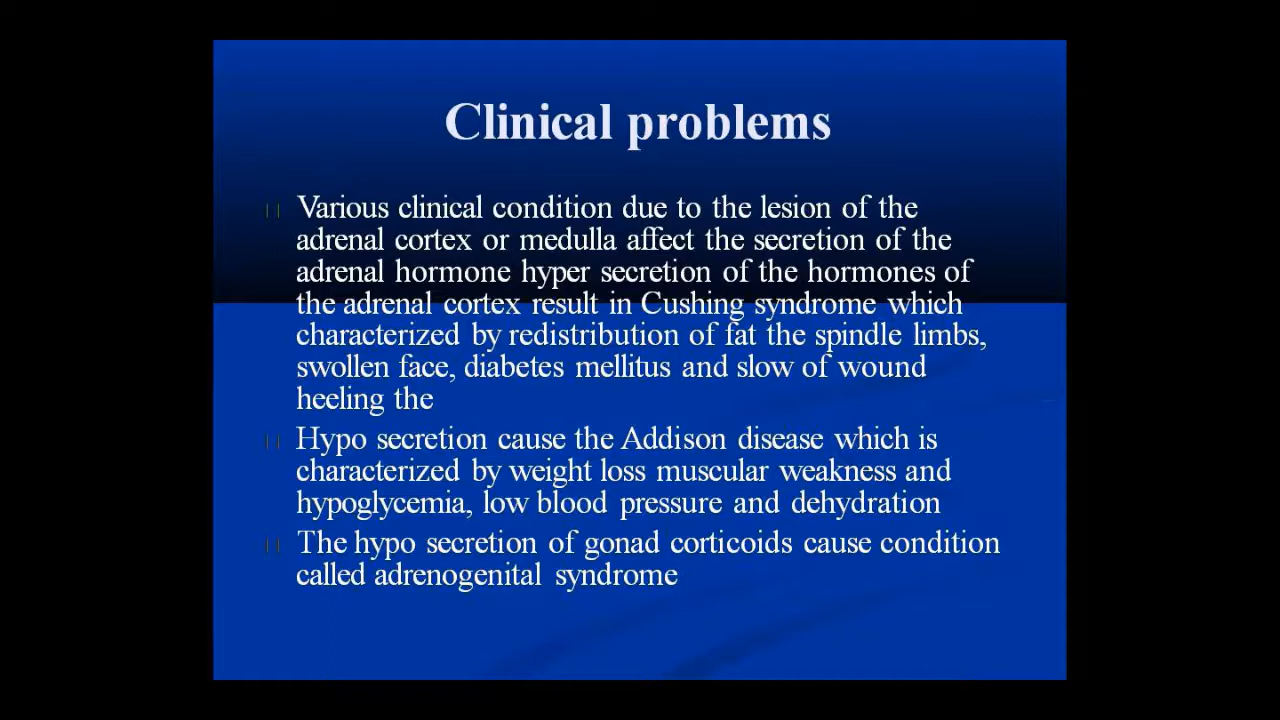 Clinical problems
Various clinical condition due to the lesion of the
adrenal cortex or medulla affect the secretion of the
adrenal hormone hyper secretion of the hormones of
the adrenal cortex result in Cushing syndrome which
characterized by redistribution of fat the spindle limbs,
swollen face, diabetes mellitus and slow of wound
heeling the
Hypo secretion cause the Addison disease which is
characterized by weight loss muscular weakness and
hypoglycemia, low blood pressure and dehydration
The hypo secretion of gonad corticoids cause condition
called adrenogenital syndrome